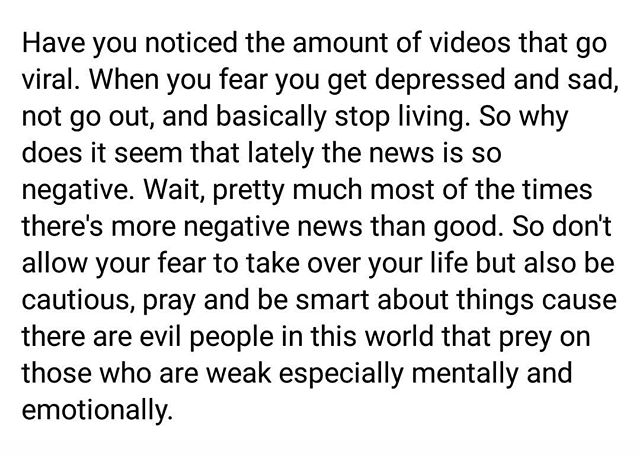 Have you noticed the amount of videos that go
viral. When you fear you get depressed and sad,
not go out, and basically stop living. So why
does it seem that lately the news is so
negative. Wait, pretty much most of the times
there's more negative news than good. So don't
allow your fear to take over your life but also be
cautious, pray and be smart about things cause
there are evil people in this world that prey on
those who are weak especially mentally and
emotionally.